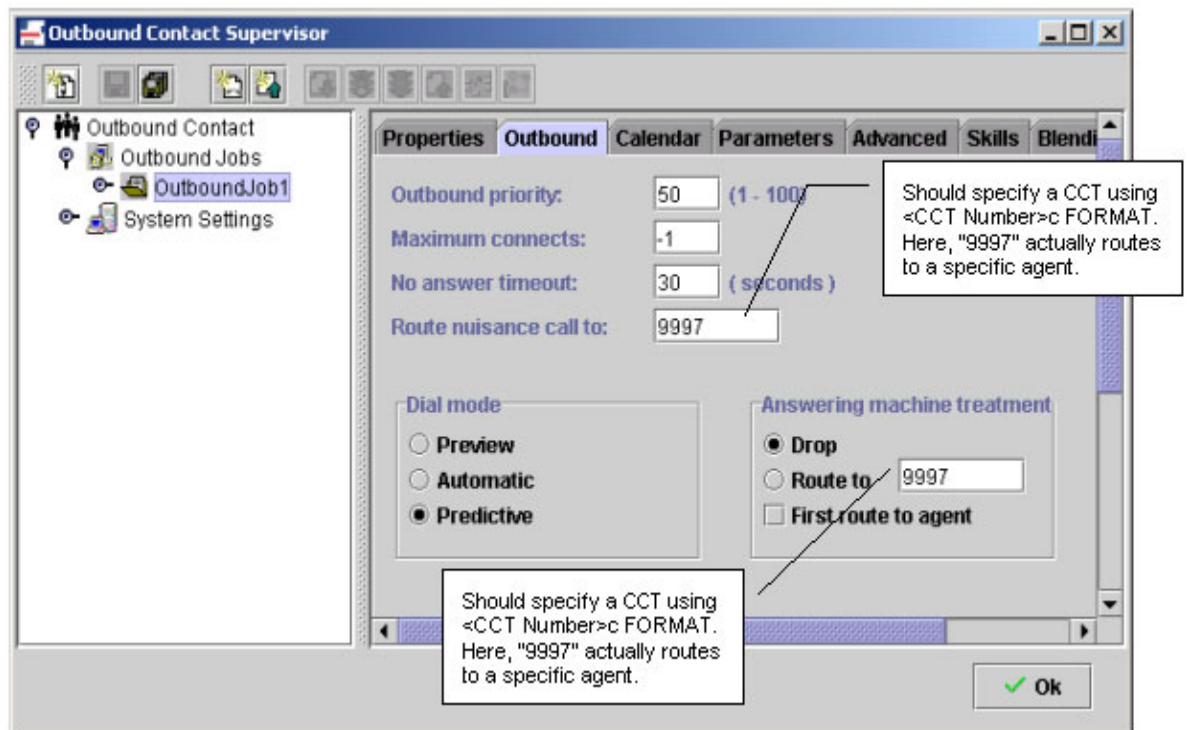 Outbound Contact Supervisor
Outbound Contact
Outbound Jobs
OutboundJob1
System Settings
Properties Outbound Calendar Parameters Advanced Skills Blendi
Outbound priority: 50 (1 - 100)
Maximum connects: -1
No answer timeout: 30 ( seconds )
Route nuisance call to: 9997
Should specify a CCT using
<CCT Number>c FORMAT.
Here, "9997" actually routes
to a specific agent.
Dial mode
Preview
Automatic
Predictive
Answering machine treatment
Drop
Route to 9997
First route to agent
Should specify a CCT using
<CCT Number>c FORMAT.
Here, "9997" actually routes
to a specific agent.
Ok